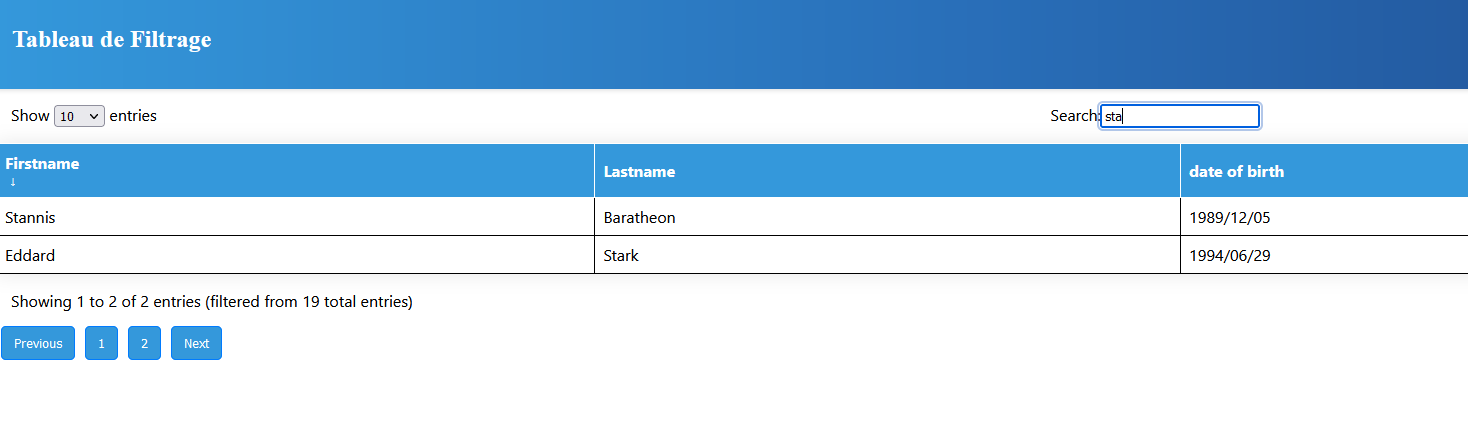 Tableau de Filtrage
Show 10 entries Search: sta
Firstname Lastname date of birth
↓
Stannis Baratheon 1989/12/05
Eddard Stark 1994/06/29
Showing 1 to 2 of 2 entries (filtered from 19 total entries)
Previous 1 2 Next